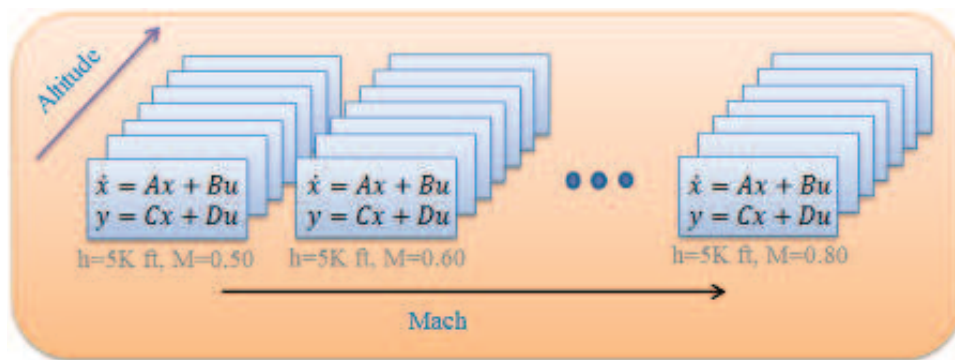 Altitude
ẋ = Ax + Bu
y = Cx + Du
h=5K ft, M=0.50
ẋ = Ax + Bu
y = Cx + Du
h=5K ft, M=0.60
ẋ = Ax + Bu
y = Cx + Du
h=5K ft, M=0.80
Mach